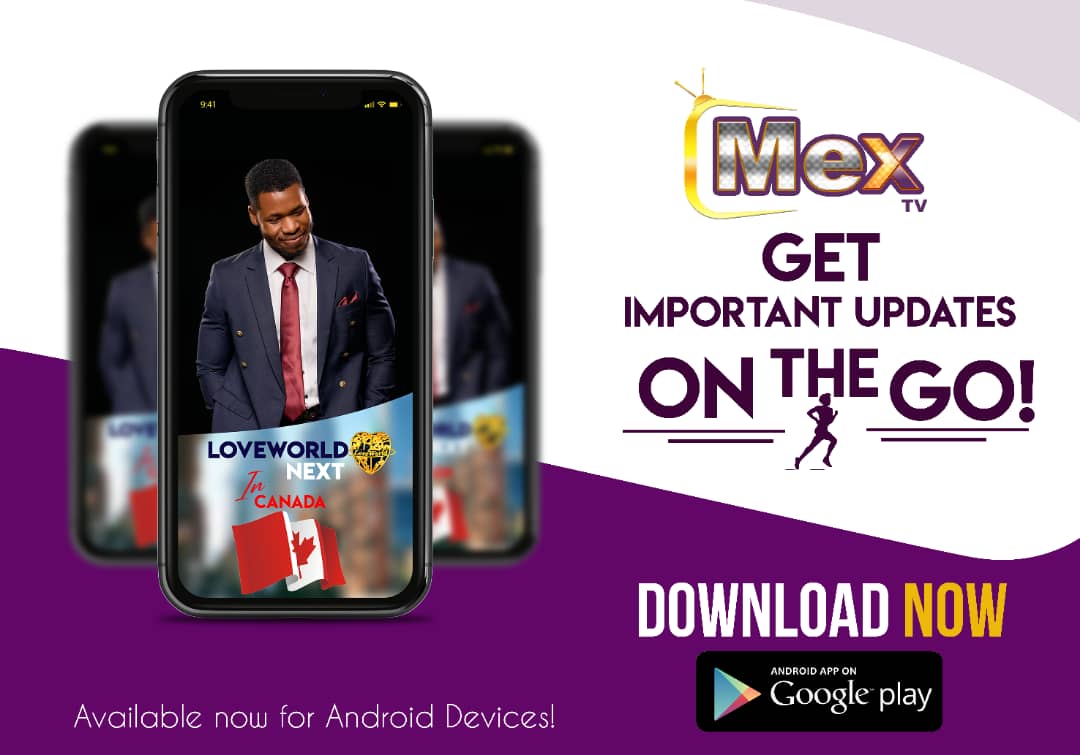 9:41
LOVEWORLD
NEXT
In
CANADA
Mex
TV
GET
IMPORTANT UPDATES
ON THE GO!
DOWNLOAD NOW
ANDROID APP ON
Google play
Available now for Android Devices!